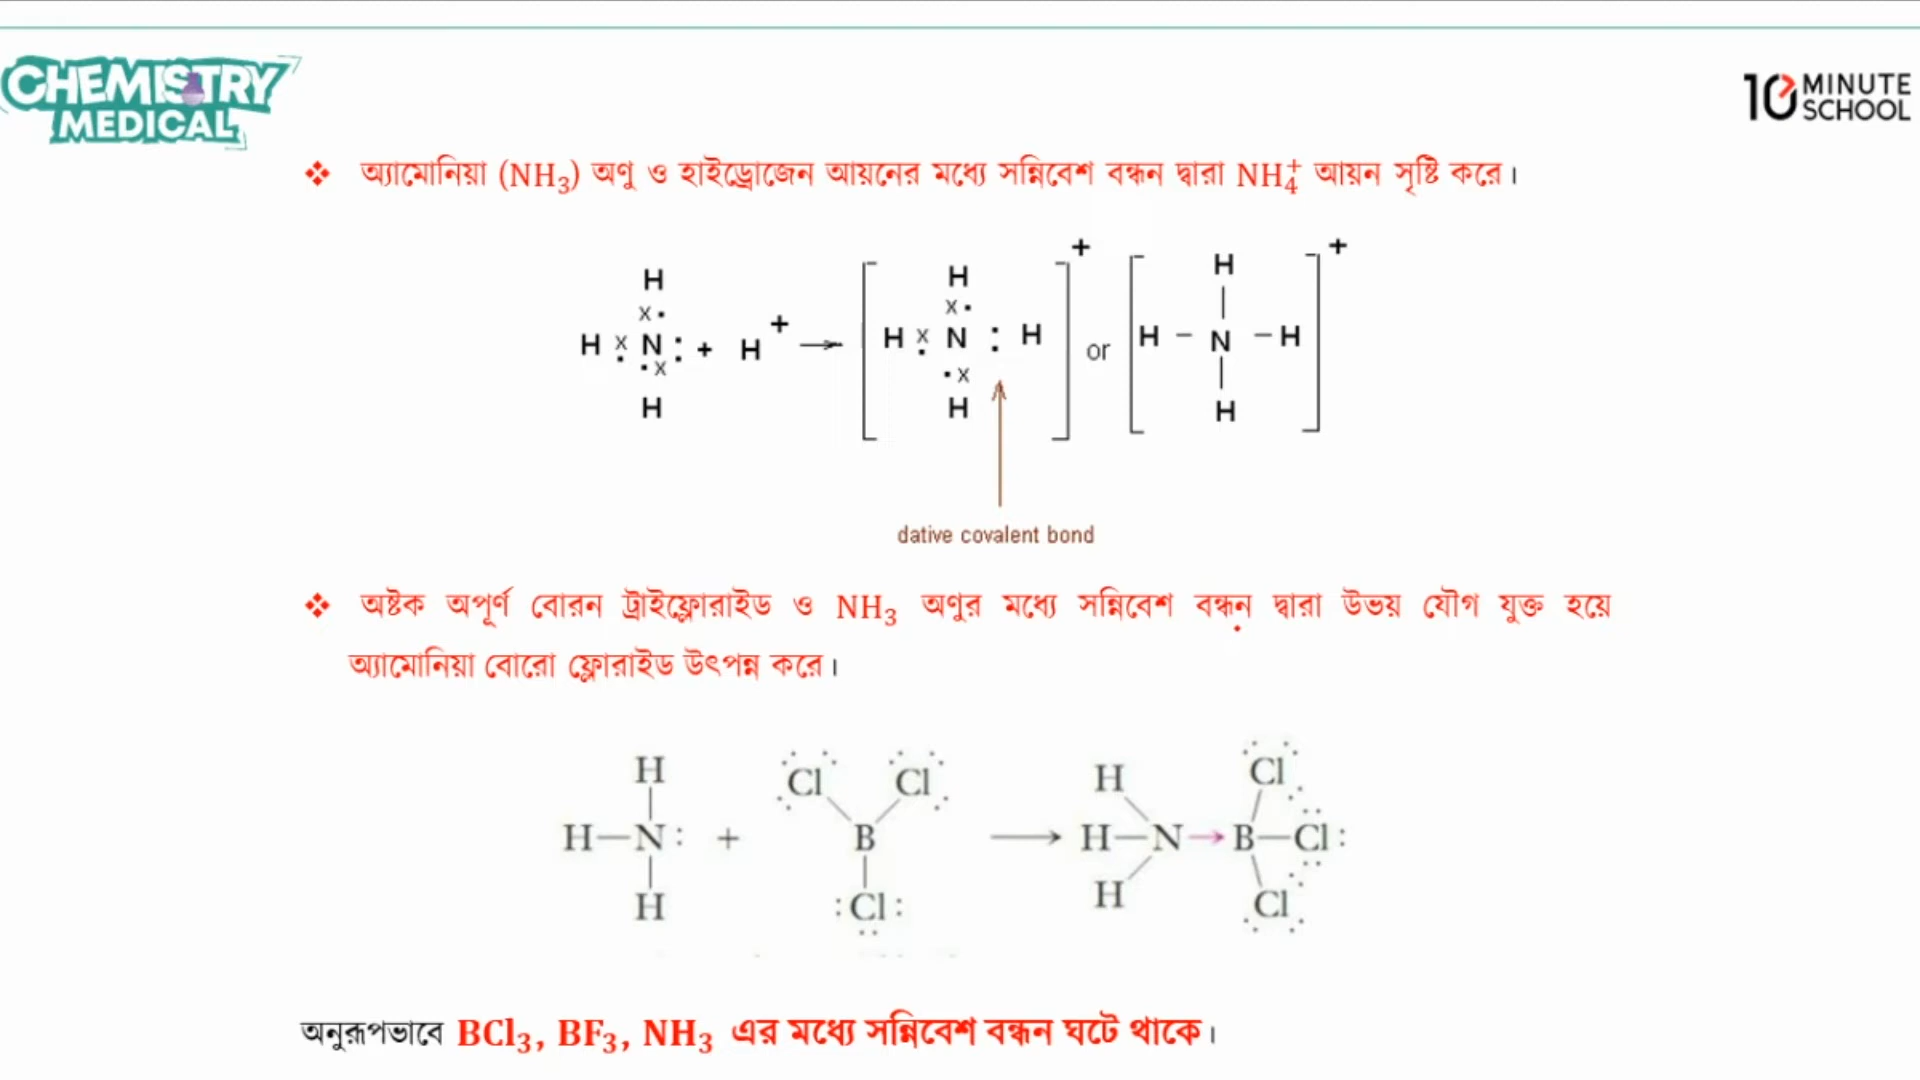 CHEMISTRY
MEDICAL
10 MINUTE
SCHOOL
❖ অ্যামোনিয়া (NH₃) অণু ও হাইড্রোজেন আয়নের মধ্যে সন্নিবেশ বন্ধন দ্বারা NH₄⁺ আয়ন সৃষ্টি করে।
H H + H +
x• x•
H x• N : + H + → H x• N : H or H – N – H
•x •x
H H H
dative covalent bond
❖ অষ্টক অপূর্ণ বোরন ট্রাইফ্লোরাইড ও NH₃ অণুর মধ্যে সন্নিবেশ বন্ধন দ্বারা উভয় যৌগ যুক্ত হয়ে
অ্যামোনিয়া বোরো ফ্লোরাইড উৎপন্ন করে।
H Cl Cl H Cl
H—N: + B → H—N→B—Cl:
H :Cl: H Cl
অনুরূপভাবে BCl₃, BF₃, NH₃ এর মধ্যে সন্নিবেশ বন্ধন ঘটে থাকে।